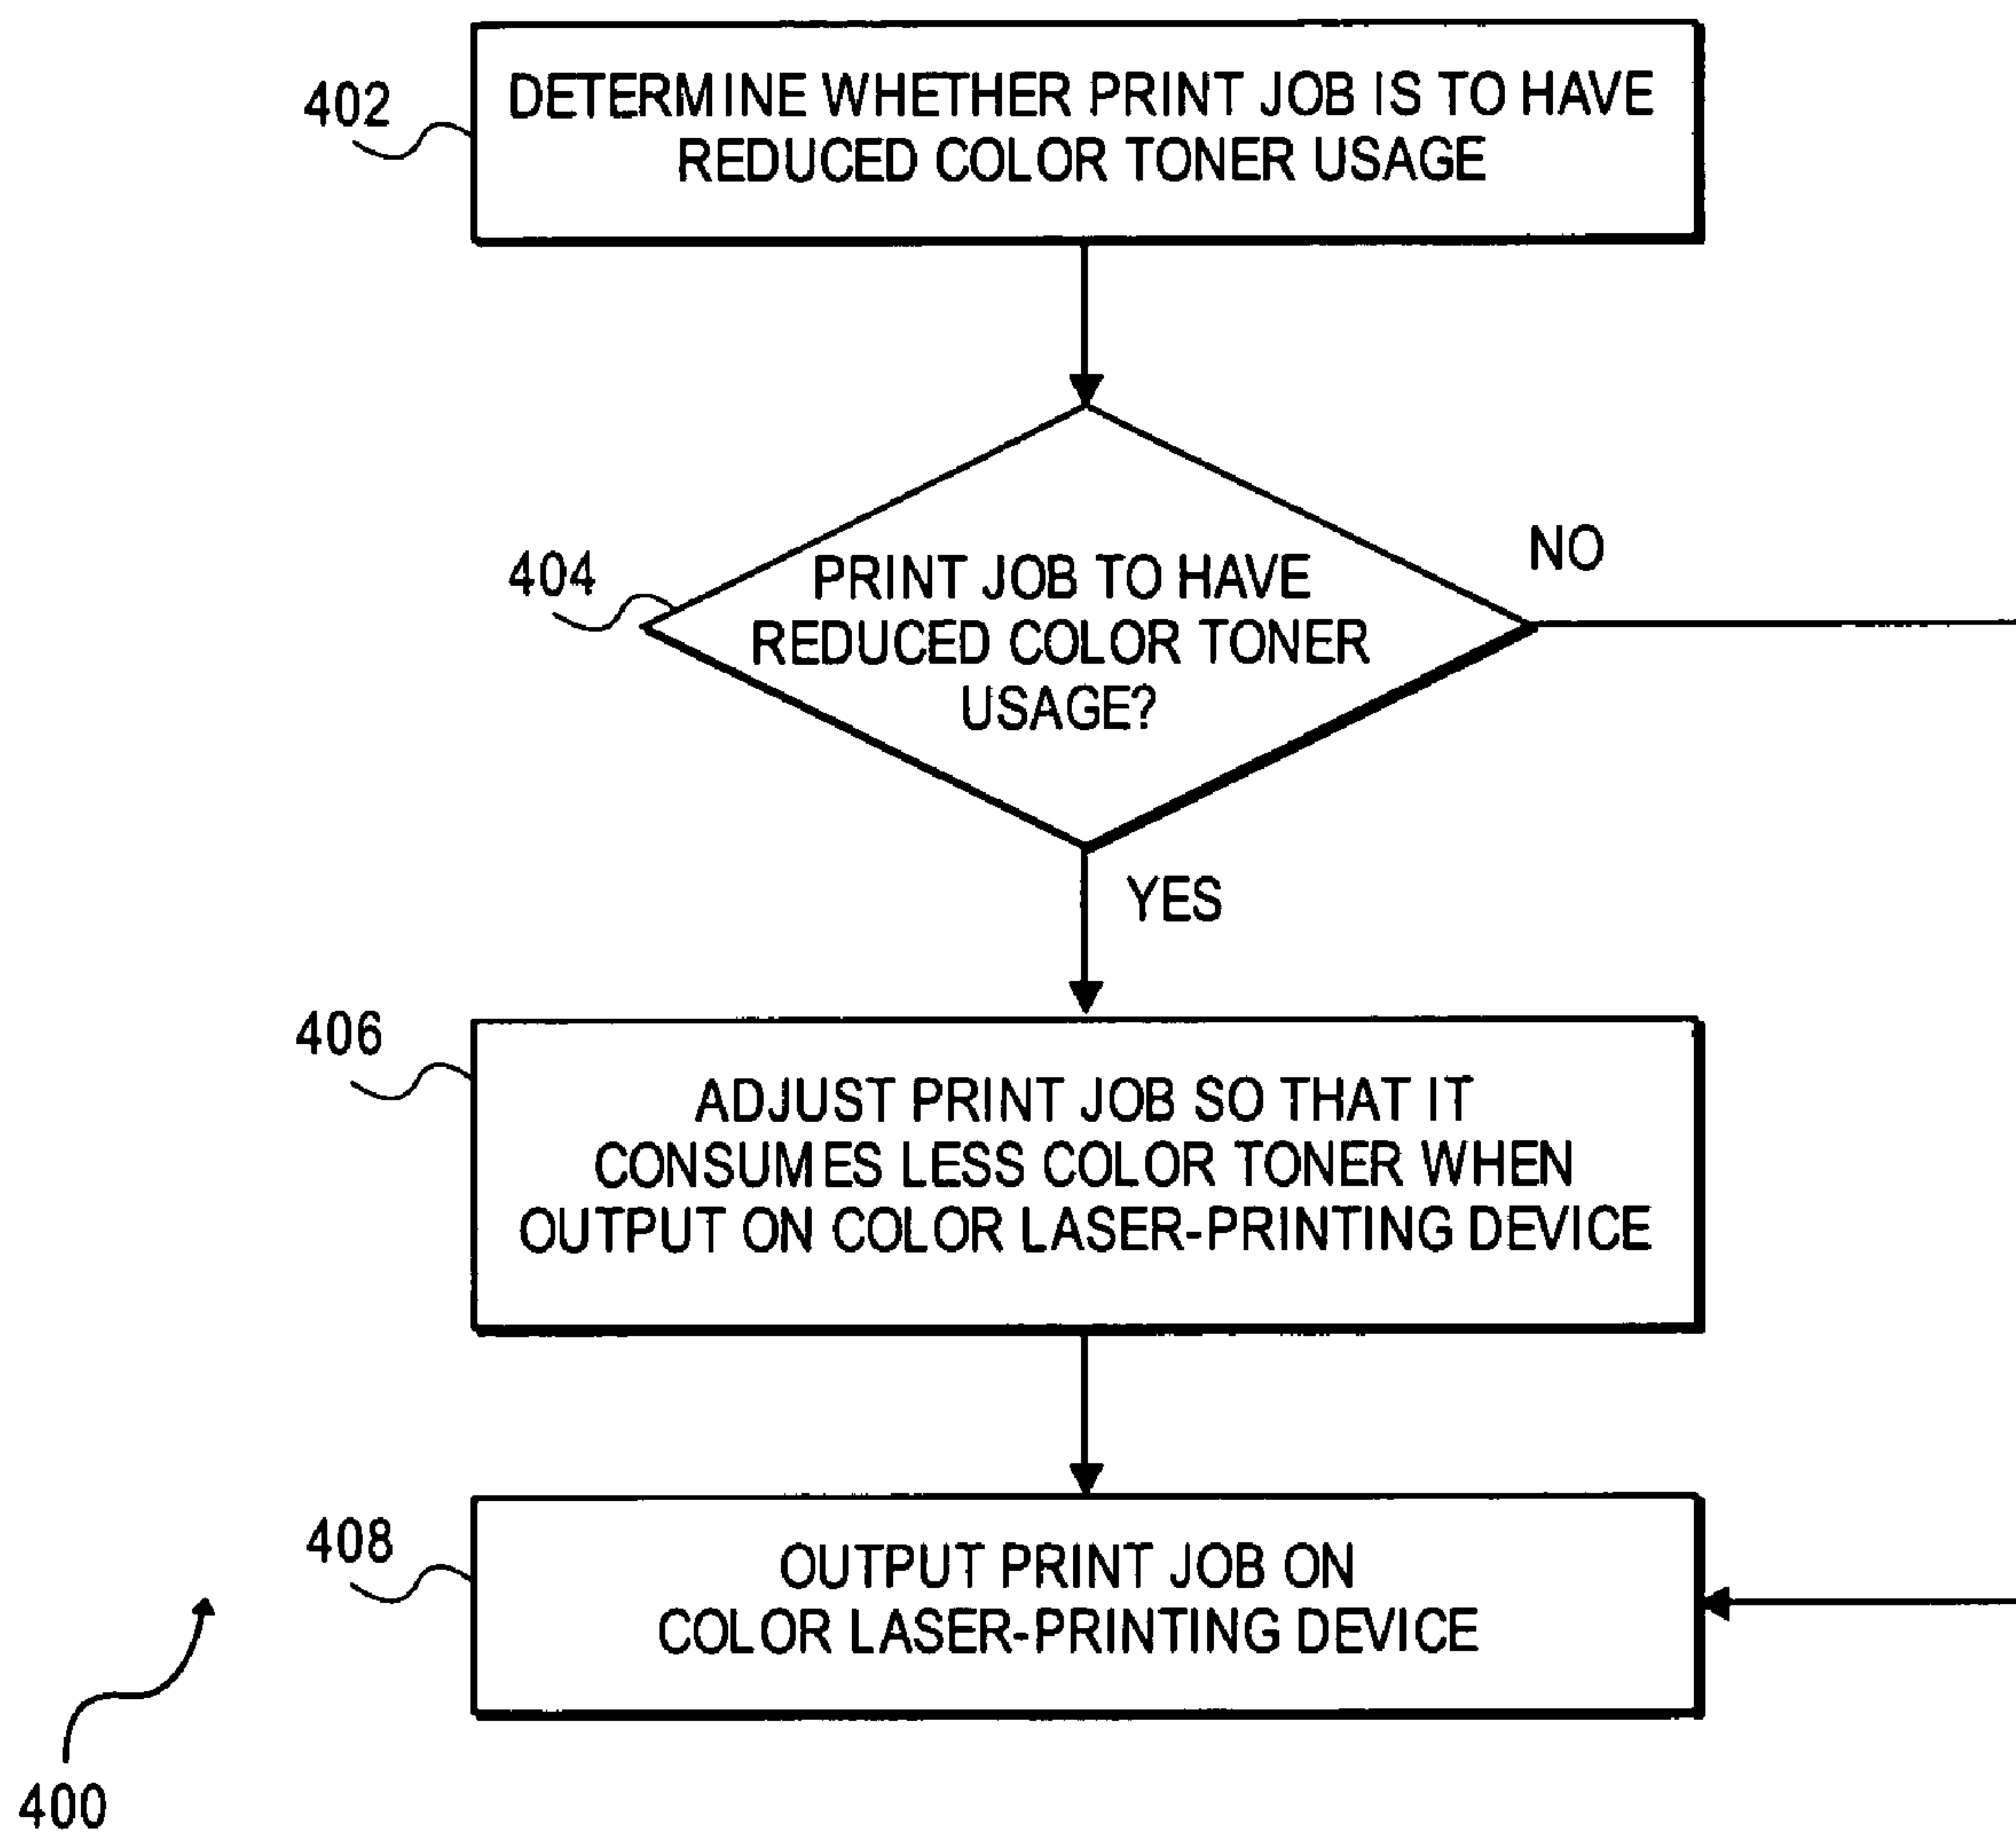 402
DETERMINE WHETHER PRINT JOB IS TO HAVE
REDUCED COLOR TONER USAGE
404
PRINT JOB TO HAVE
REDUCED COLOR TONER
USAGE?
NO
YES
406
ADJUST PRINT JOB SO THAT IT
CONSUMES LESS COLOR TONER WHEN
OUTPUT ON COLOR LASER-PRINTING DEVICE
408
OUTPUT PRINT JOB ON
COLOR LASER-PRINTING DEVICE
400